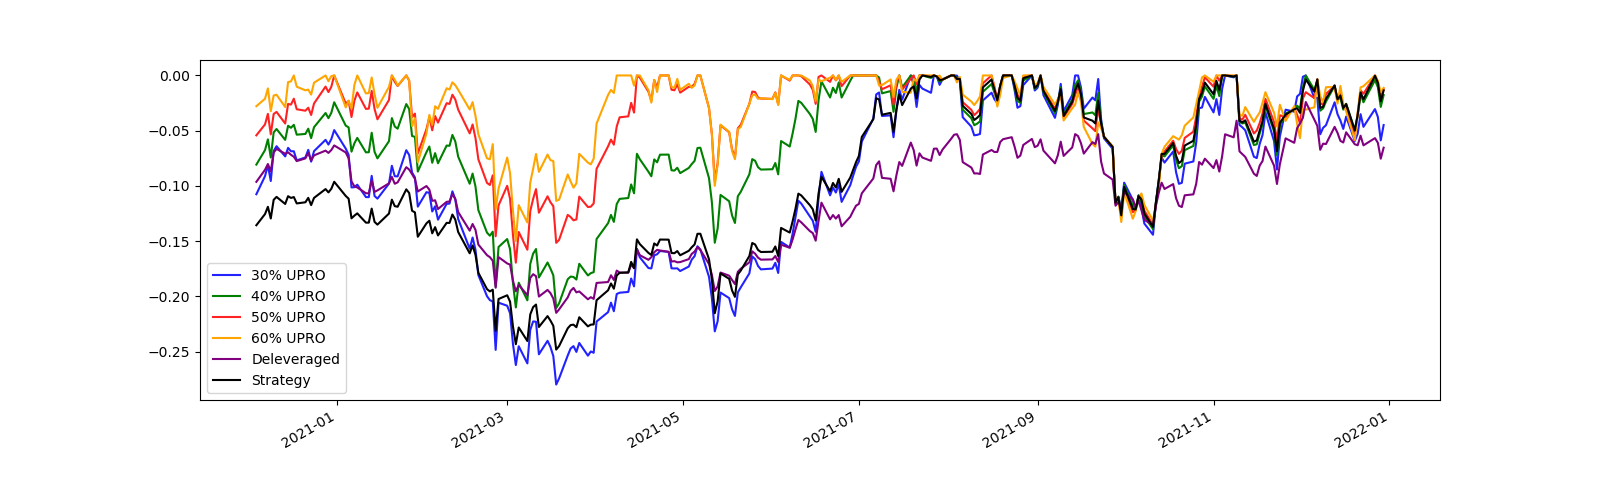 0.00
−0.05
−0.10
−0.15
−0.20
−0.25
30% UPRO
40% UPRO
50% UPRO
60% UPRO
Deleveraged
Strategy
2021-01
2021-03
2021-05
2021-07
2021-09
2021-11
2022-01